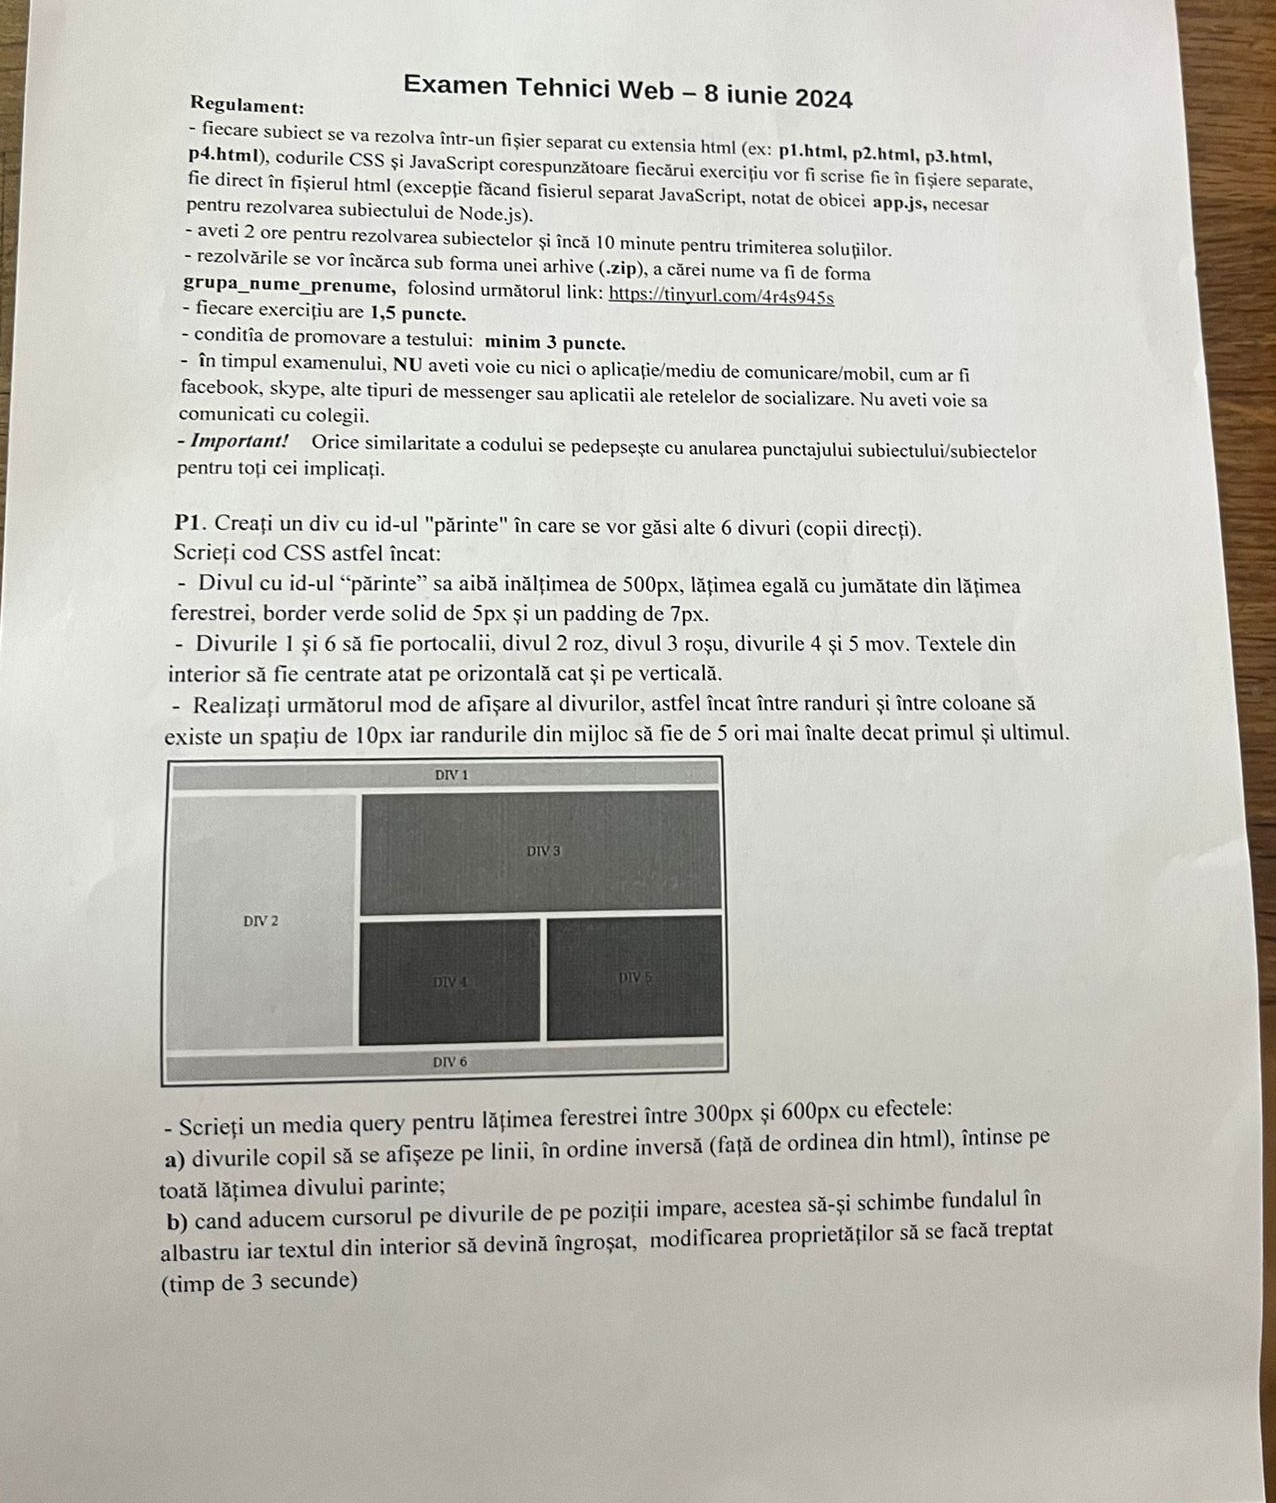 Examen Tehnici Web – 8 iunie 2024
Regulament:
- fiecare subiect se va rezolva într-un fişier separat cu extensia html (ex: p1.html, p2.html, p3.html,
p4.html), codurile CSS şi JavaScript corespunzătoare fiecărui exerciţiu vor fi scrise fie în fişiere separate,
fie direct în fişierul html (excepţie făcand fisierul separat JavaScript, notat de obicei app.js, necesar
pentru rezolvarea subiectului de Node.js).
- aveti 2 ore pentru rezolvarea subiectelor şi încă 10 minute pentru trimiterea soluţiilor.
- rezolvările se vor încărca sub forma unei arhive (.zip), a cărei nume va fi de forma
grupa_nume_prenume, folosind următorul link: https://tinyurl.com/4r4s945s
- fiecare exerciţiu are 1,5 puncte.
- conditîa de promovare a testului: minim 3 puncte.
- în timpul examenului, NU aveti voie cu nici o aplicaţie/mediu de comunicare/mobil, cum ar fi
facebook, skype, alte tipuri de messenger sau aplicatii ale retelelor de socializare. Nu aveti voie sa
comunicati cu colegii.
- Important! Orice similaritate a codului se pedepseşte cu anularea punctajului subiectului/subiectelor
pentru toţi cei implicaţi.
P1. Creaţi un div cu id-ul "părinte" în care se vor găsi alte 6 divuri (copii direcţi).
Scrieţi cod CSS astfel încat:
- Divul cu id-ul “părinte” sa aibă inălţimea de 500px, lăţimea egală cu jumătate din lăţimea
ferestrei, border verde solid de 5px şi un padding de 7px.
- Divurile 1 şi 6 să fie portocalii, divul 2 roz, divul 3 roşu, divurile 4 şi 5 mov. Textele din
interior să fie centrate atat pe orizontală cat şi pe verticală.
- Realizaţi următorul mod de afişare al divurilor, astfel încat între randuri şi între coloane să
existe un spaţiu de 10px iar randurile din mijloc să fie de 5 ori mai înalte decat primul şi ultimul.
DIV 1
DIV 3
DIV 2
DIV 4
DIV 5
DIV 6
- Scrieţi un media query pentru lăţimea ferestrei între 300px şi 600px cu efectele:
a) divurile copil să se afişeze pe linii, în ordine inversă (faţă de ordinea din html), întinse pe
toată lăţimea divului parinte;
b) cand aducem cursorul pe divurile de pe poziţii impare, acestea să-şi schimbe fundalul în
albastru iar textul din interior să devină îngroşat, modificarea proprietăţilor să se facă treptat
(timp de 3 secunde)